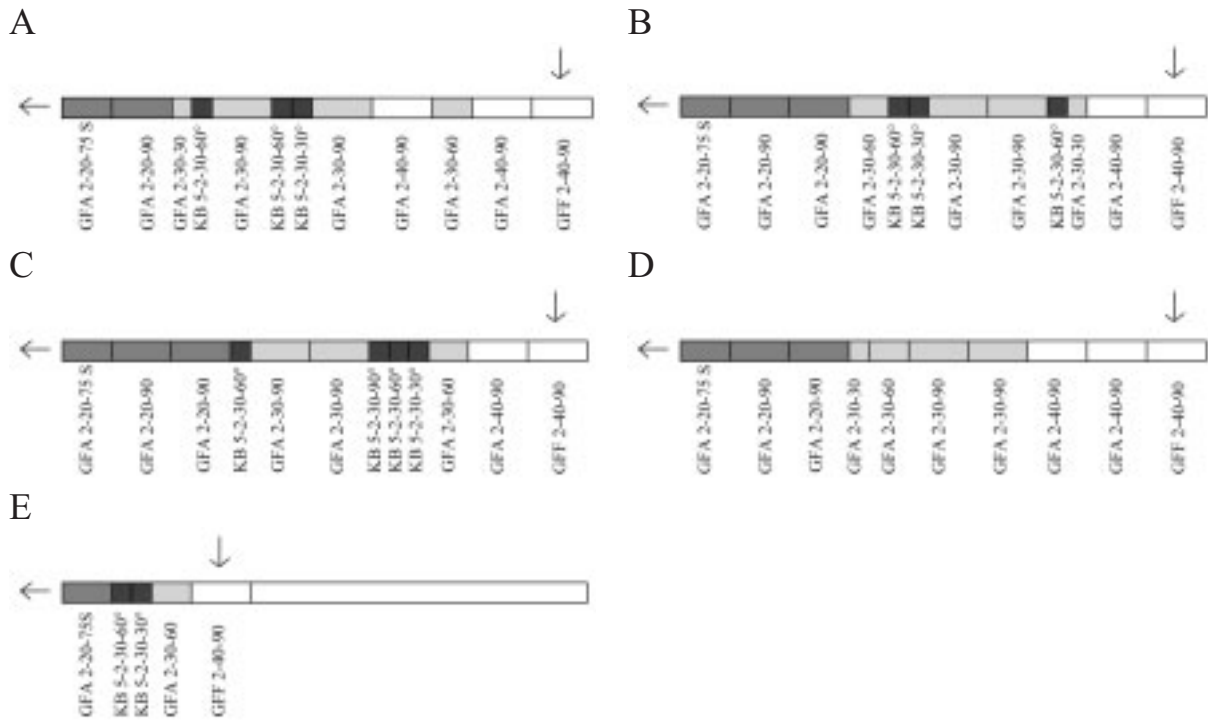 A
GFA 2-20-75 S
GFA 2-20-90
GFA 2-30-30
KB 5-2-30-60°
GFA 2-30-90
KB 5-2-30-60°
KB 5-2-30-30°
GFA 2-30-90
GFA 2-40-90
GFA 2-30-60
GFA 2-40-90
GFF 2-40-90
B
GFA 2-20-75 S
GFA 2-20-90
GFA 2-20-90
GFA 2-30-60
KB 5-2-30-60°
KB 5-2-30-30°
GFA 2-30-90
GFA 2-30-90
KB 5-2-30-60°
GFA 2-30-30
GFA 2-40-90
GFF 2-40-90
C
GFA 2-20-75 S
GFA 2-20-90
GFA 2-20-90
KB 5-2-30-60°
GFA 2-30-90
GFA 2-30-90
KB 5-2-30-90°
KB 5-2-30-60°
KB 5-2-30-30°
GFA 2-30-60
GFA 2-40-90
GFF 2-40-90
D
GFA 2-20-75 S
GFA 2-20-90
GFA 2-20-90
GFA 2-30-30
GFA 2-30-60
GFA 2-30-90
GFA 2-30-90
GFA 2-40-90
GFA 2-40-90
GFF 2-40-90
E
GFA 2-20-75S
KB 5-2-30-60°
KB 5-2-30-30°
GFA 2-30-60
GFF 2-40-90